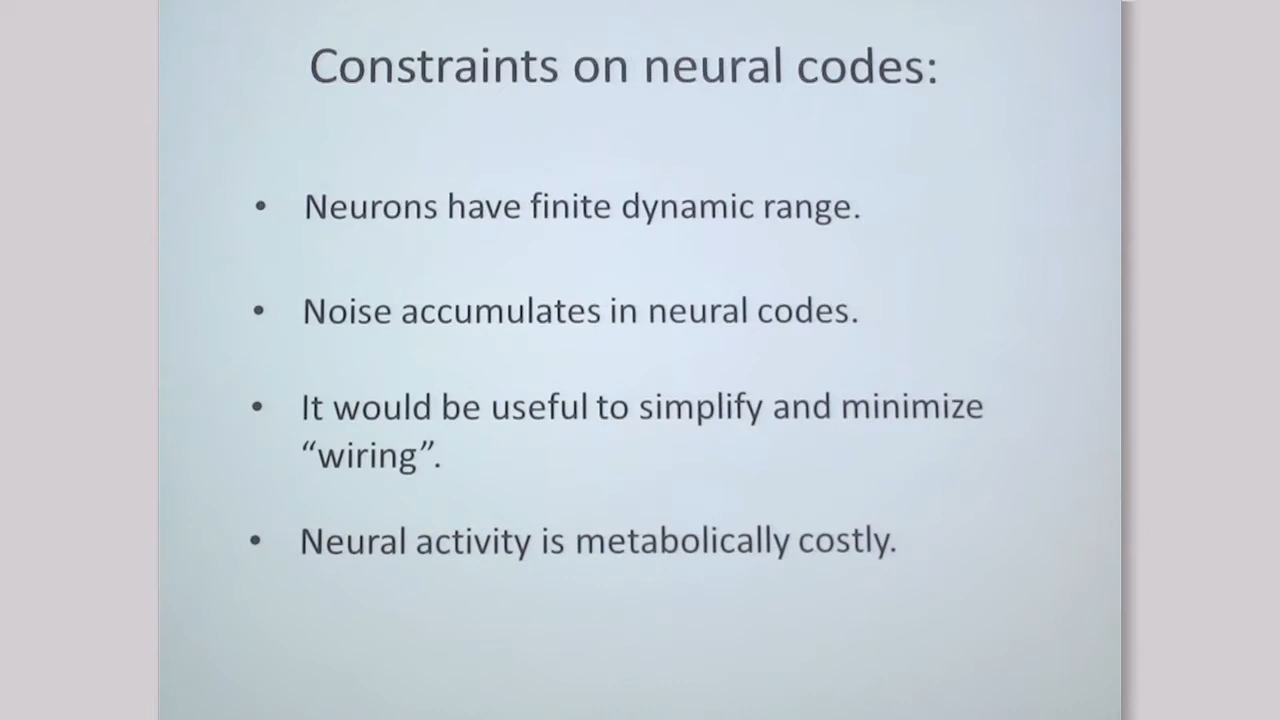 Constraints on neural codes:
• Neurons have finite dynamic range.
• Noise accumulates in neural codes.
• It would be useful to simplify and minimize
“wiring”.
• Neural activity is metabolically costly.